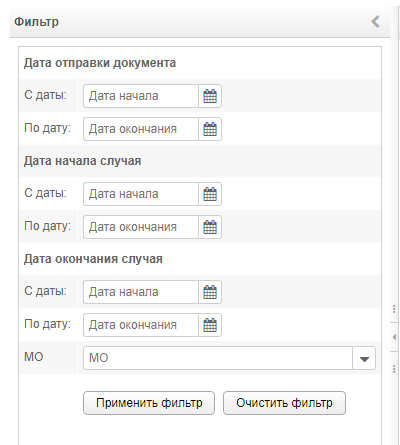 Фильтр
Дата отправки документа
С даты: Дата начала
По дату: Дата окончания
Дата начала случая
С даты: Дата начала
По дату: Дата окончания
Дата окончания случая
С даты: Дата начала
По дату: Дата окончания
МО МО
Применить фильтр Очистить фильтр